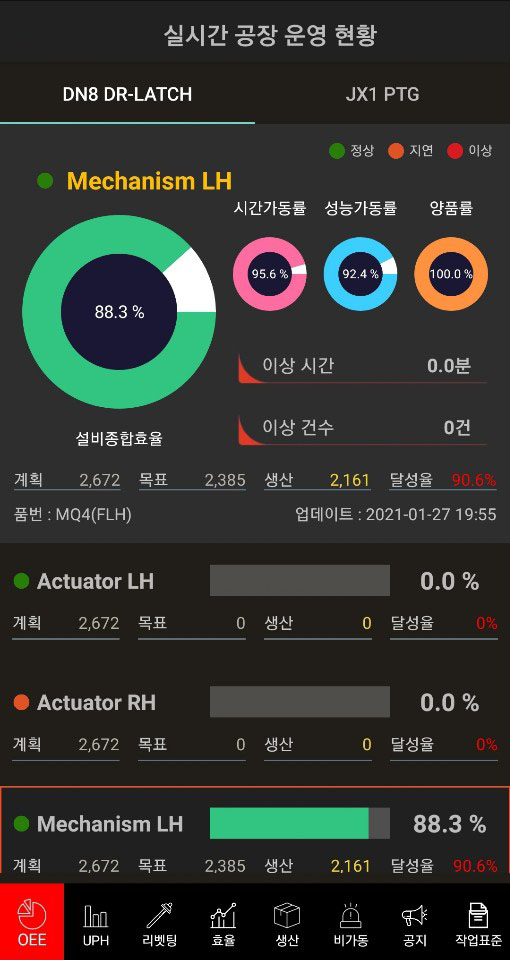 실시간 공장 운영 현황
DN8 DR-LATCH JX1 PTG
정상 지연 이상
Mechanism LH
시간가동률 성능가동률 양품률
95.6 % 92.4 % 100.0 %
88.3 %
이상 시간 0.0분
이상 건수 0건
설비종합효율
계획 2,672 목표 2,385 생산 2,161 달성율 90.6%
품번 : MQ4(FLH) 업데이트 : 2021-01-27 19:55
Actuator LH 0.0 %
계획 2,672 목표 0 생산 0 달성율 0%
Actuator RH 0.0 %
계획 2,672 목표 0 생산 0 달성율 0%
Mechanism LH 88.3 %
계획 2,672 목표 2,385 생산 2,161 달성율 90.6%
OEE UPH 리벳팅 효율 생산 비가동 공지 작업표준